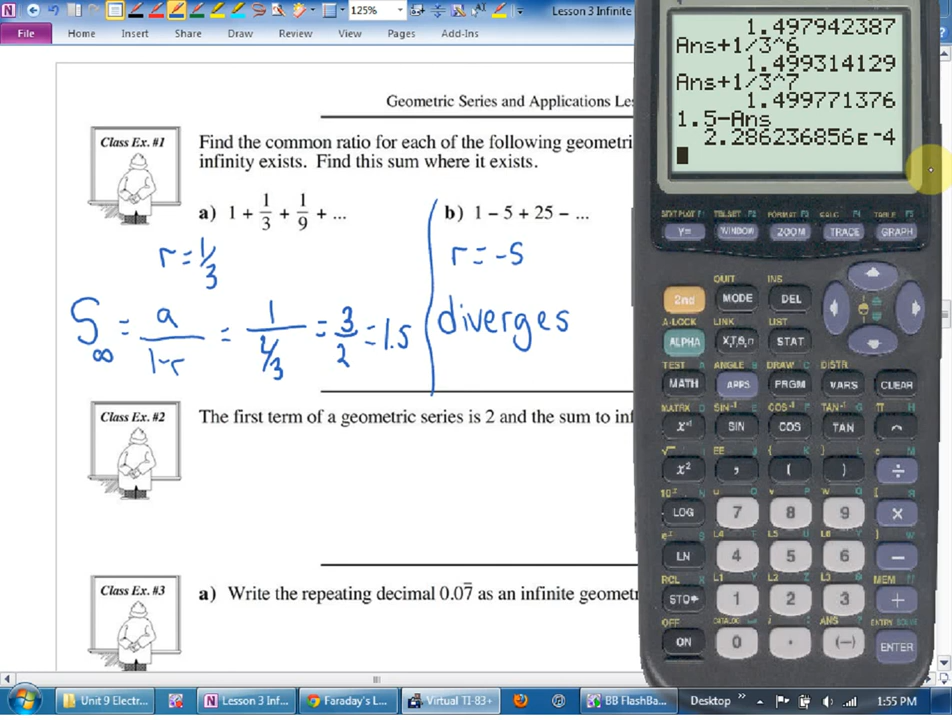 125%
Lesson 3 Infinite
File Home Insert Share Draw Review View Pages Add-Ins
Geometric Series and Applications Les
Class Ex. #1
Find the common ratio for each of the following geometri
infinity exists. Find this sum where it exists.
a) 1 + 1/3 + 1/9 + ...
b) 1 − 5 + 25 − ...
r = 1/3
r = -5
S∞ = a/(1-r) = 1/(2/3) = 3/2 = 1.5
diverges
Class Ex. #2
The first term of a geometric series is 2 and the sum to inf
Class Ex. #3
a) Write the repeating decimal 0.07̅ as an infinite geomet
1.497942387
Ans+1/3^6
1.499314129
Ans+1/3^7
1.499771376
1.5-Ans
2.286236856E-4
STAT PLOT F1 TBLSET F2 FORMAT F3 CALC F4 TABLE F5
Y= WINDOW ZOOM TRACE GRAPH
QUIT INS
2nd MODE DEL
A-LOCK LINK LIST
ALPHA X,T,θ,n STAT
TEST A ANGLE B DRAW C DISTR
MATH APPS PRGM VARS CLEAR
MATRX D SIN⁻¹ E COS⁻¹ F TAN⁻¹ G π H
x⁻¹ SIN COS TAN ^
√ I EE J { K } L e M
x² , ( ) ÷
10ˣ N u O v P w Q [ R
LOG 7 8 9 ×
eˣ S L4 T L5 U L6 V ] W
LN 4 5 6 −
RCL X L1 Y L2 Z L3 θ MEM "
STO▸ 1 2 3 +
OFF CATALOG i : ANS ? ENTRY SOLVE
ON 0 . (−) ENTER
Unit 9 Electr... Lesson 3 Inf... Faraday's L... Virtual TI-83+ BB FlashBa... Desktop » 1:55 PM